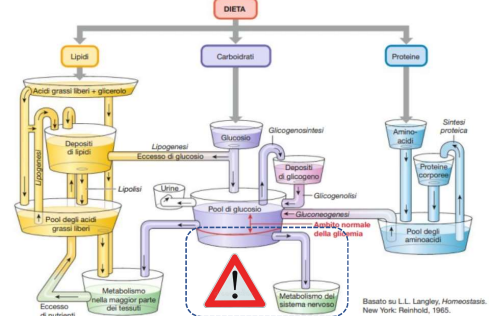 DIETA
Lipidi
Carboidrati
Proteine
Acidi grassi liberi + glicerolo
Lipogenesi
Depositi
di lipidi
Lipogenesi
Eccesso di glucosio
Lipolisi
Pool degli acidi
grassi liberi
Glucosio
Glicogenosintesi
Depositi
di glicogeno
Urine
Glicogenolisi
Pool di glucosio
Gluconeogenesi
Ambito normale
della glicemia
Amino-
acidi
Sintesi
proteica
Proteine
corporee
Pool degli
aminoacidi
Metabolismo
nella maggior parte
dei tessuti
Metabolismo del
sistema nervoso
Eccesso
di nutrienti
Basato su L.L. Langley, Homeostasis.
New York: Reinhold, 1965.